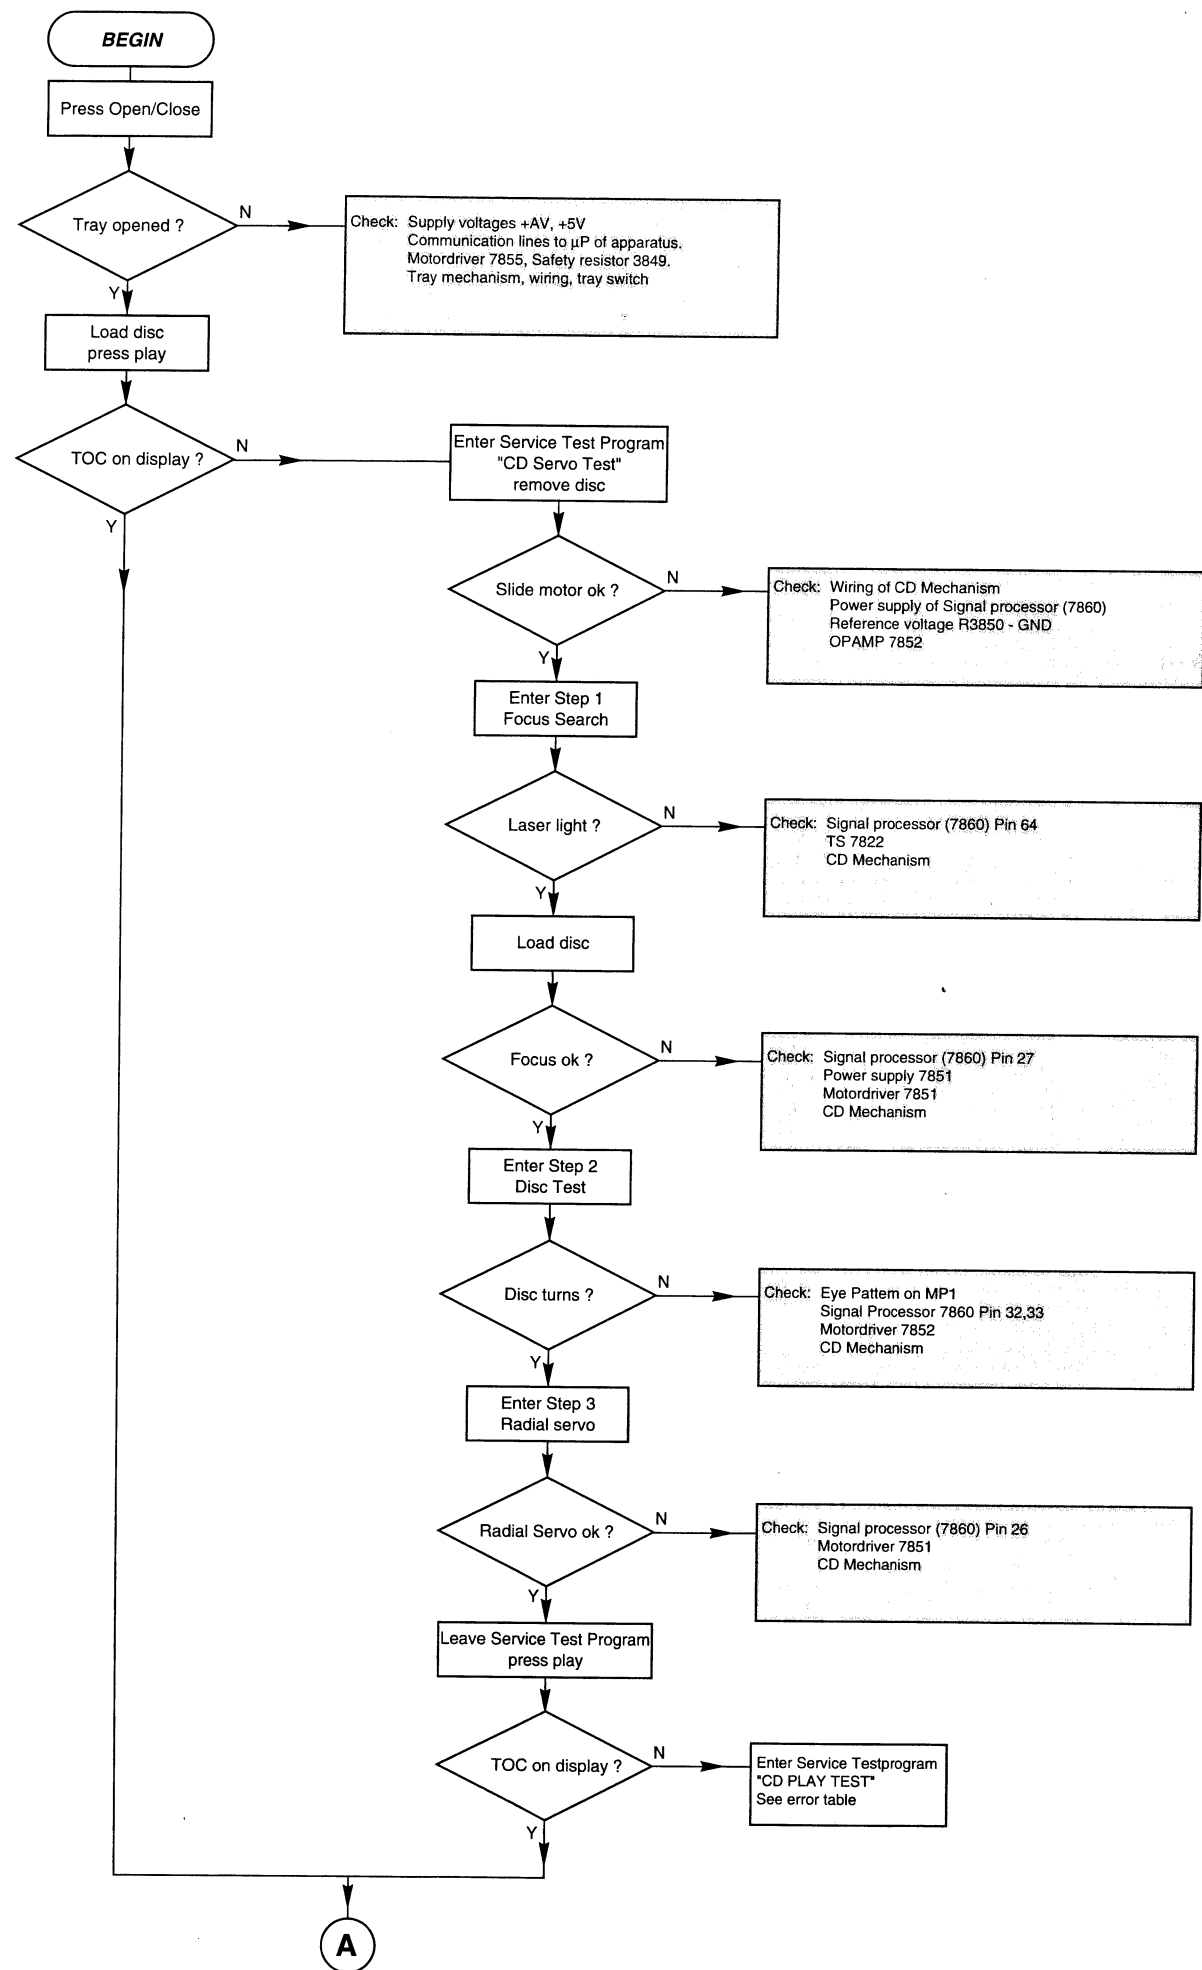 BEGIN
Press Open/Close
Tray opened ?
N
Check: Supply voltages +AV, +5V
Communication lines to µP of apparatus.
Motordriver 7855, Safety resistor 3849.
Tray mechanism, wiring, tray switch
Y
Load disc
press play
TOC on display ?
N
Y
Enter Service Test Program
"CD Servo Test"
remove disc
Slide motor ok ?
N
Check: Wiring of CD Mechanism
Power supply of Signal processor (7860)
Reference voltage R3850 - GND
OPAMP 7852
Y
Enter Step 1
Focus Search
Laser light ?
N
Check: Signal processor (7860) Pin 64
TS 7822
CD Mechanism
Y
Load disc
Focus ok ?
N
Check: Signal processor (7860) Pin 27
Power supply 7851
Motordriver 7851
CD Mechanism
Y
Enter Step 2
Disc Test
Disc turns ?
N
Check: Eye Pattern on MP1
Signal Processor 7860 Pin 32,33
Motordriver 7852
CD Mechanism
Y
Enter Step 3
Radial servo
Radial Servo ok ?
N
Check: Signal processor (7860) Pin 26
Motordriver 7851
CD Mechanism
Y
Leave Service Test Program
press play
TOC on display ?
N
Enter Service Testprogram
"CD PLAY TEST"
See error table
Y
A